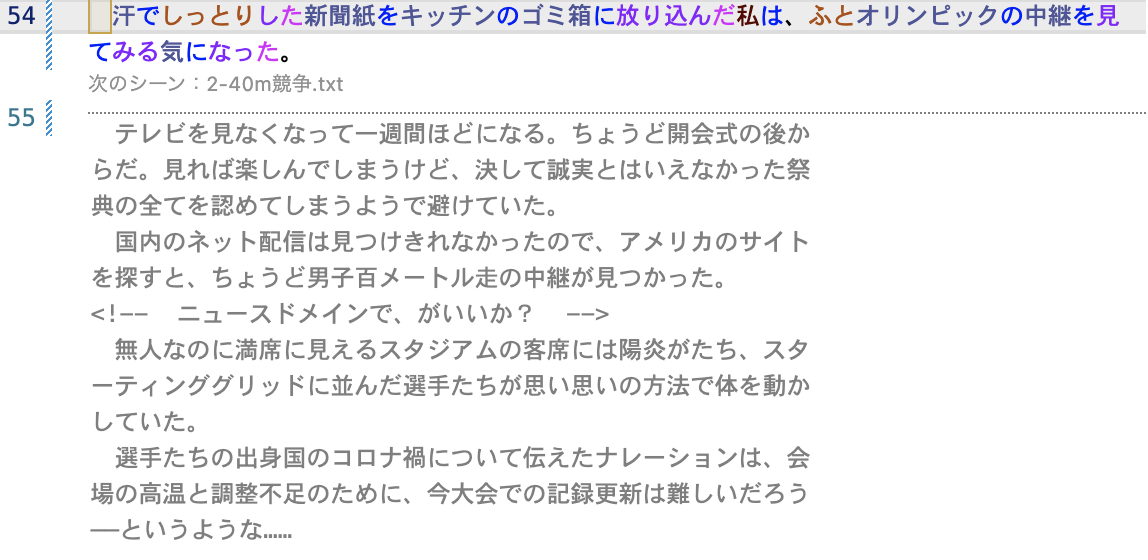 54 汗でしっとりした新聞紙をキッチンのゴミ箱に放り込んだ私は、ふとオリンピックの中継を見
てみる気になった。
次のシーン：2-40m競争.txt
55
　テレビを見なくなって一週間ほどになる。ちょうど開会式の後か
らだ。見れば楽しんでしまうけど、決して誠実とはいえなかった祭
典の全てを認めてしまうようで避けていた。
　国内のネット配信は見つけきれなかったので、アメリカのサイト
を探すと、ちょうど男子百メートル走の中継が見つかった。
<!--　ニュースドメインで、がいいか？　-->
　無人なのに満席に見えるスタジアムの客席には陽炎がたち、スタ
ーティンググリッドに並んだ選手たちが思い思いの方法で体を動か
していた。
　選手たちの出身国のコロナ禍について伝えたナレーションは、会
場の高温と調整不足のために、今大会での記録更新は難しいだろう
——というような……